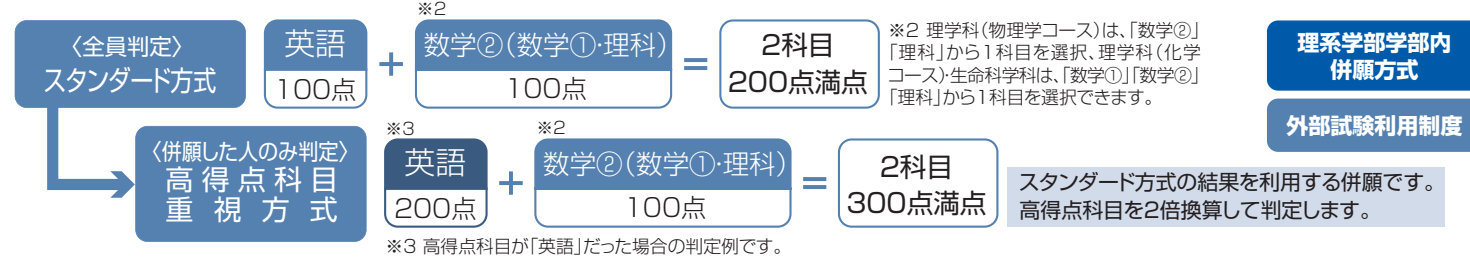 〈全員判定〉
スタンダード方式
英語
100点
+
※2
数学②(数学①・理科)
100点
=
2科目
200点満点
※2 理学科(物理学コース)は、「数学②」
「理科」から1科目を選択、理学科(化学
コース)・生命科学科は、「数学①」「数学②」
「理科」から1科目を選択できます。
理系学部学部内
併願方式
外部試験利用制度
〈併願した人のみ判定〉
高得点科目
重視方式
※3
英語
200点
+
※2
数学②(数学①・理科)
100点
=
2科目
300点満点
スタンダード方式の結果を利用する併願です。
高得点科目を2倍換算して判定します。
※3 高得点科目が「英語」だった場合の判定例です。